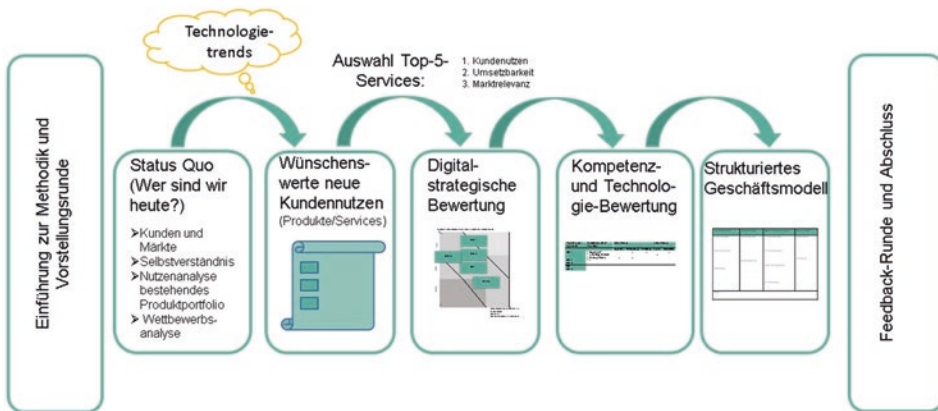 Einführung zur Methodik und
Vorstellungsrunde
Technologie-
trends
Auswahl Top-5-
Services:
1. Kundenutzen
2. Umsetzbarkeit
3. Marktrelevanz
Status Quo
(Wer sind wir
heute?)
➢Kunden und
Märkte
➢Selbstverständnis
➢Nutzenanalyse
bestehendes
Produktportfolio
➢ Wettbewerbs-
analyse
Wünschens-
werte neue
Kundennutzen
(Produkte/Services)
Digital-
strategische
Bewertung
Kompetenz-
und Technolo-
gie-Bewertung
Strukturiertes
Geschäftsmodell
Feedback-Runde und Abschluss